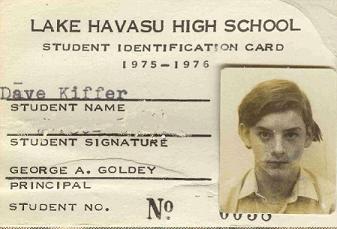 LAKE HAVASU HIGH SCHOOL
STUDENT IDENTIFICATION CARD
1975-1976
Dave Kiffer
STUDENT NAME
STUDENT SIGNATURE
GEORGE A. GOLDEY
PRINCIPAL
STUDENT NO. No